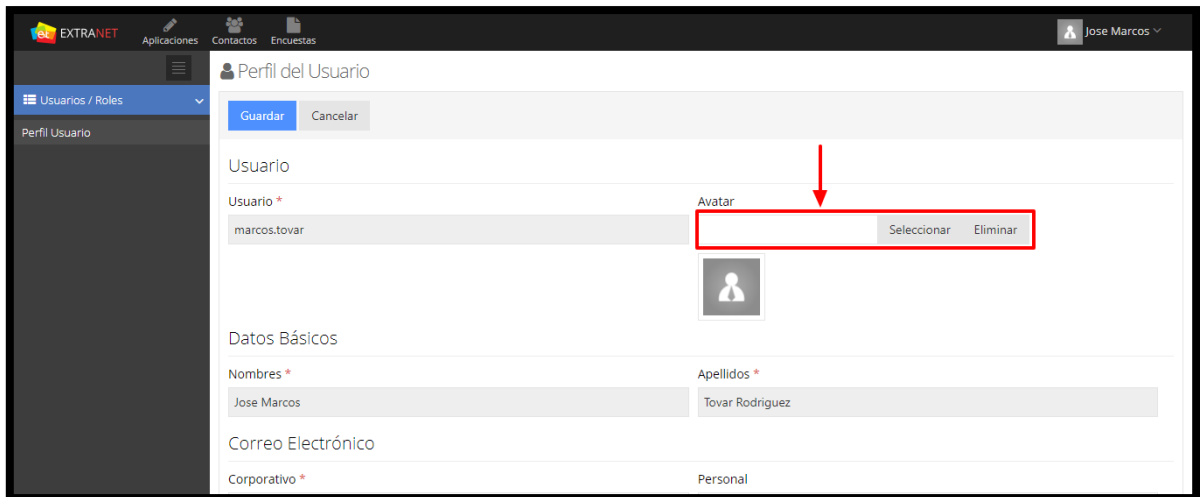 EXTRANET
Aplicaciones
Contactos
Encuestas
Jose Marcos
Perfil del Usuario
Usuarios / Roles
Perfil Usuario
Guardar
Cancelar
Usuario
Usuario *
Avatar
marcos.tovar
Seleccionar
Eliminar
Datos Básicos
Nombres *
Apellidos *
Jose Marcos
Tovar Rodriguez
Correo Electrónico
Corporativo *
Personal